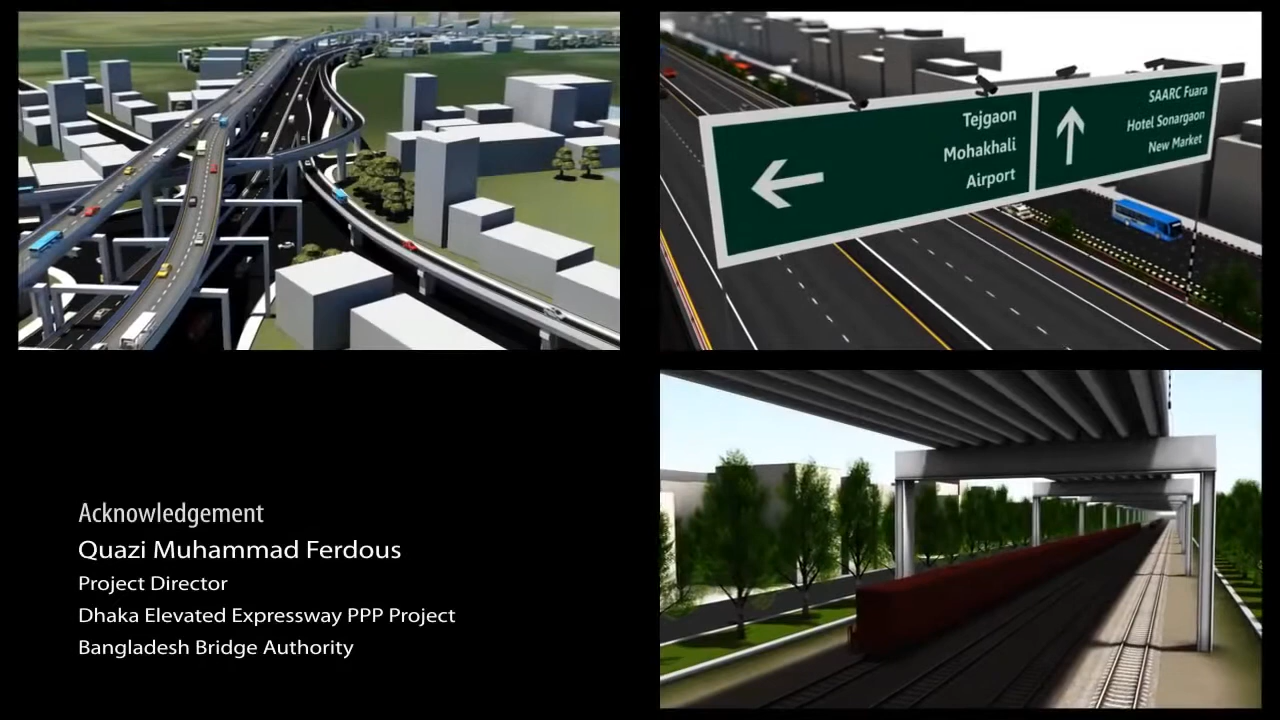 Tejgaon
Mohakhali
Airport
SAARC Fuara
Hotel Sonargaon
New Market
Acknowledgement
Quazi Muhammad Ferdous
Project Director
Dhaka Elevated Expressway PPP Project
Bangladesh Bridge Authority